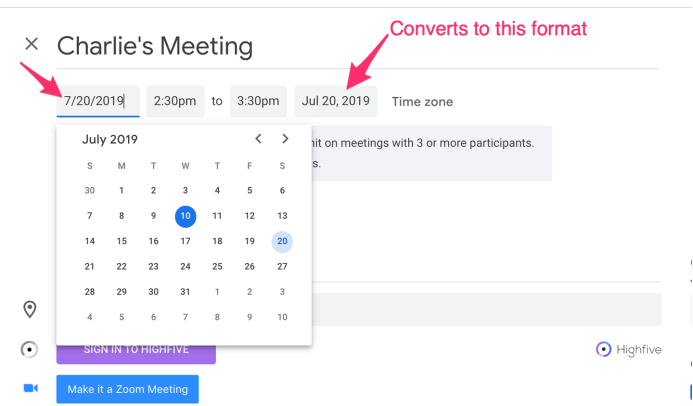 Converts to this format
Charlie's Meeting
7/20/2019 2:30pm to 3:30pm Jul 20, 2019 Time zone
July 2019
S M T W T F S
30 1 2 3 4 5 6
7 8 9 10 11 12 13
14 15 16 17 18 19 20
21 22 23 24 25 26 27
28 29 30 31 1 2 3
4 5 6 7 8 9 10
on meetings with 3 or more participants.
SIGN IN TO HIGHFIVE
Highfive
Make it a Zoom Meeting